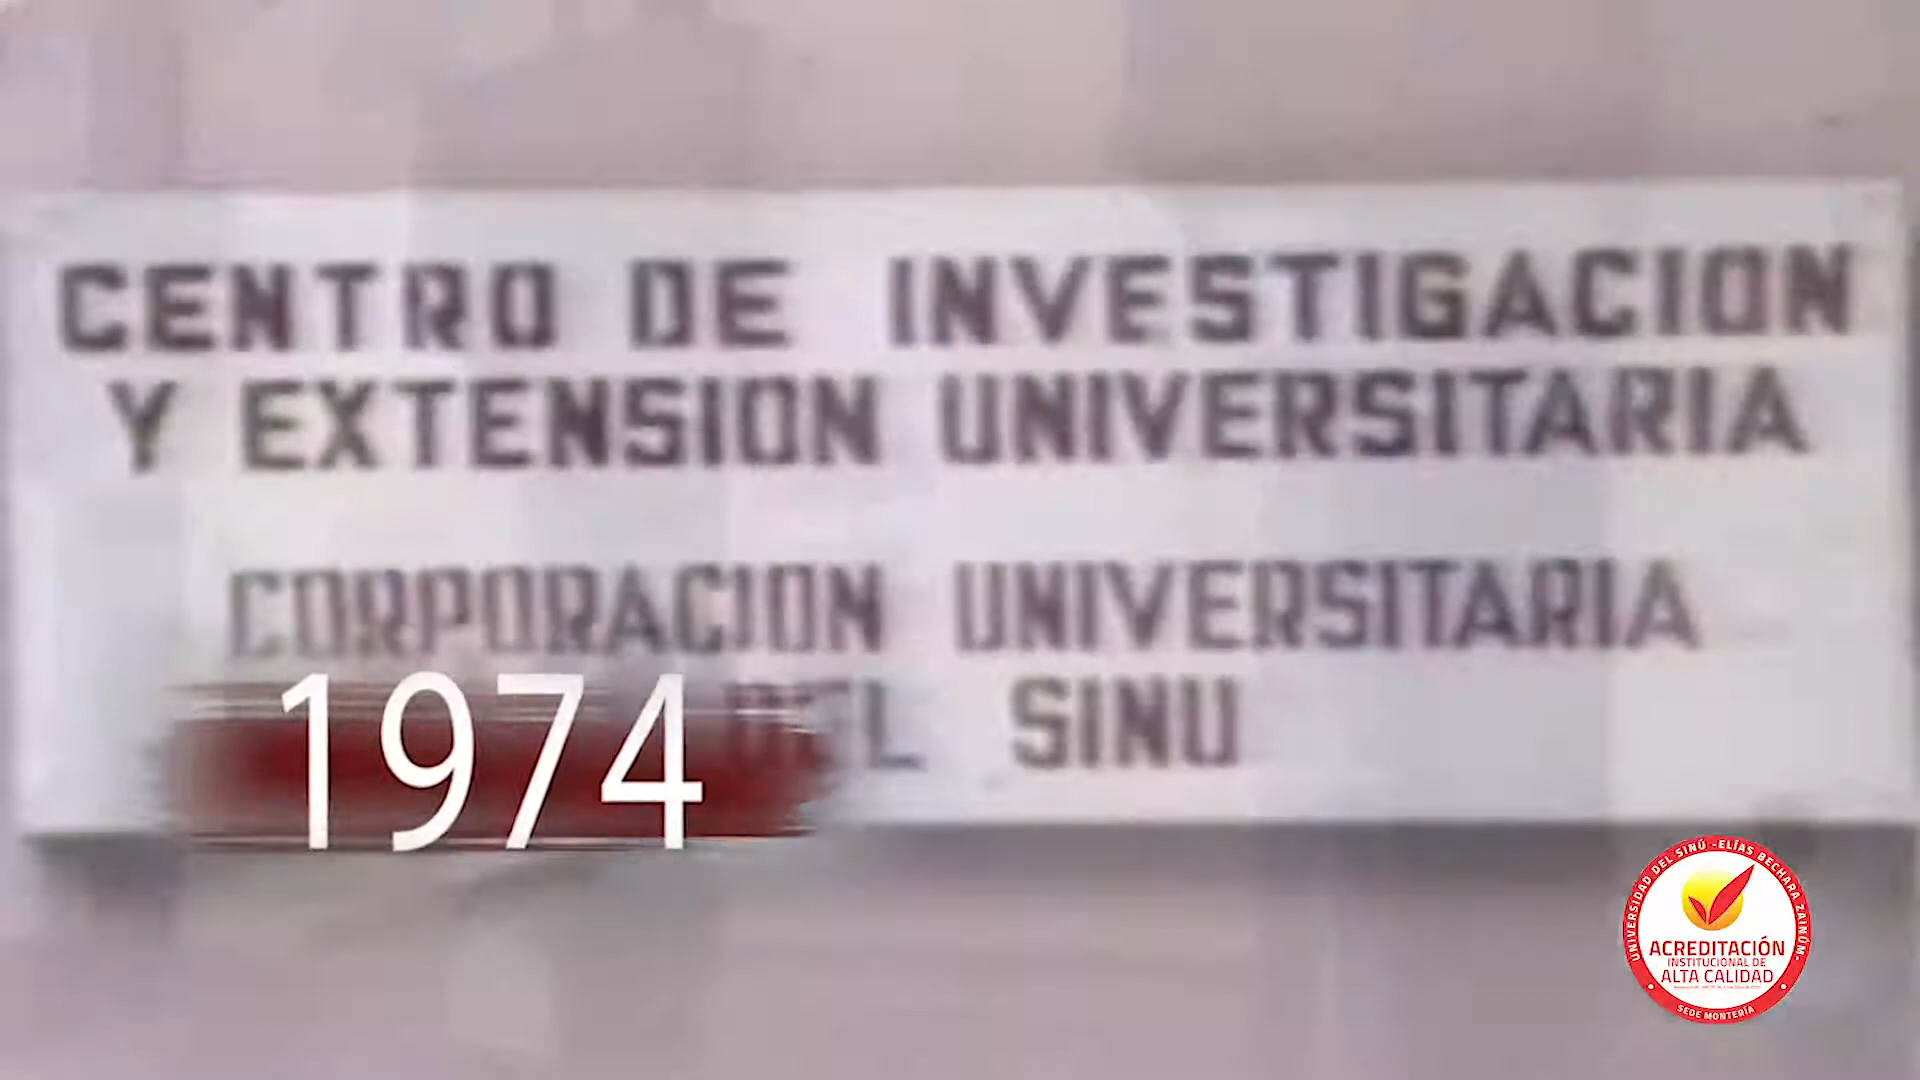 CENTRO DE INVESTIGACION
Y EXTENSION UNIVERSITARIA
CORPORACION UNIVERSITARIA
DEL SINU
1974
UNIVERSIDAD DEL SINÚ - ELÍAS BECHARA ZAINÚM -
ACREDITACIÓN
INSTITUCIONAL DE
ALTA CALIDAD
SEDE MONTERÍA